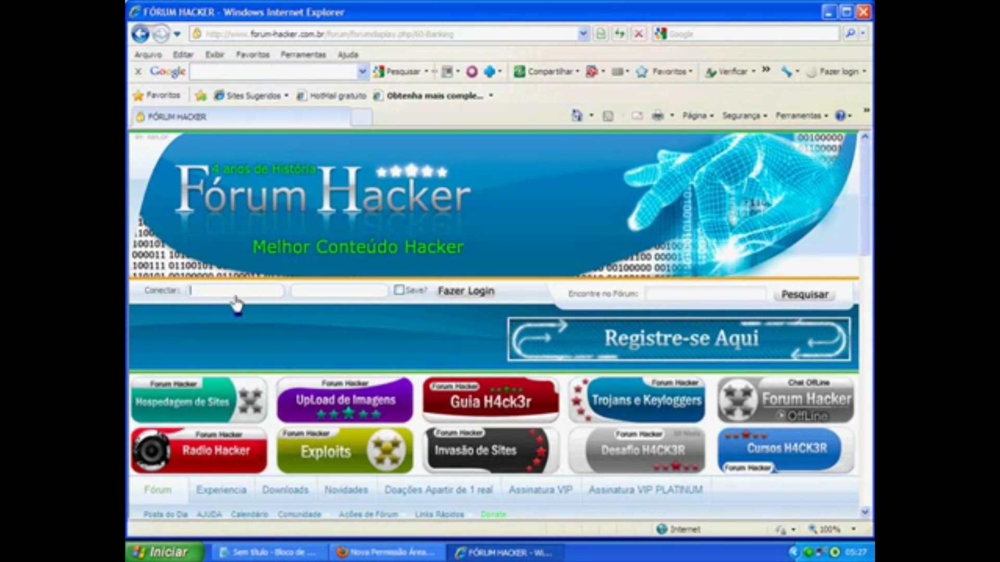 FÓRUM HACKER - Windows Internet Explorer
http://www.forum-hacker.com.br/forum/forumdisplay.php/60-Banking
Google
Arquivo Editar Exibir Favoritos Ferramentas Ajuda
X Google Pesquisar Compartilhar Favoritos Verificar Fazer login
Favoritos Sites Sugeridos HotMail gratuito Obtenha mais comple...
FÓRUM HACKER Página Segurança Ferramentas
4 anos de História
Fórum Hacker
Melhor Conteúdo Hacker
Conectar: Save? Fazer Login Encontre no Fórum: Pesquisar
Registre-se Aqui
Forum Hacker
Hospedagem de Sites
Forum Hacker
UpLoad de Imagens
Forum Hacker
Guia H4ck3r
Forum Hacker
Trojans e Keyloggers
Chat OffLine
Forum Hacker
OffLine
Forum Hacker
Radio Hacker
Forum Hacker
Exploits
Forum Hacker
Invasão de Sites
Forum Hacker
Desafio H4CK3R
Cursos H4CK3R
Forum Hacker
Fórum Experiencia Downloads Novidades Doações Apartir de 1 real Assinatura VIP Assinatura VIP PLATINUM
Posts do Dia AJUDA Calendário Comunidade Ações de Fórum Links Rápidos Donate
Internet 100%
Iniciar Sem título - Bloco de ... Nova Permissão Área... FÓRUM HACKER - Wi... 05:27